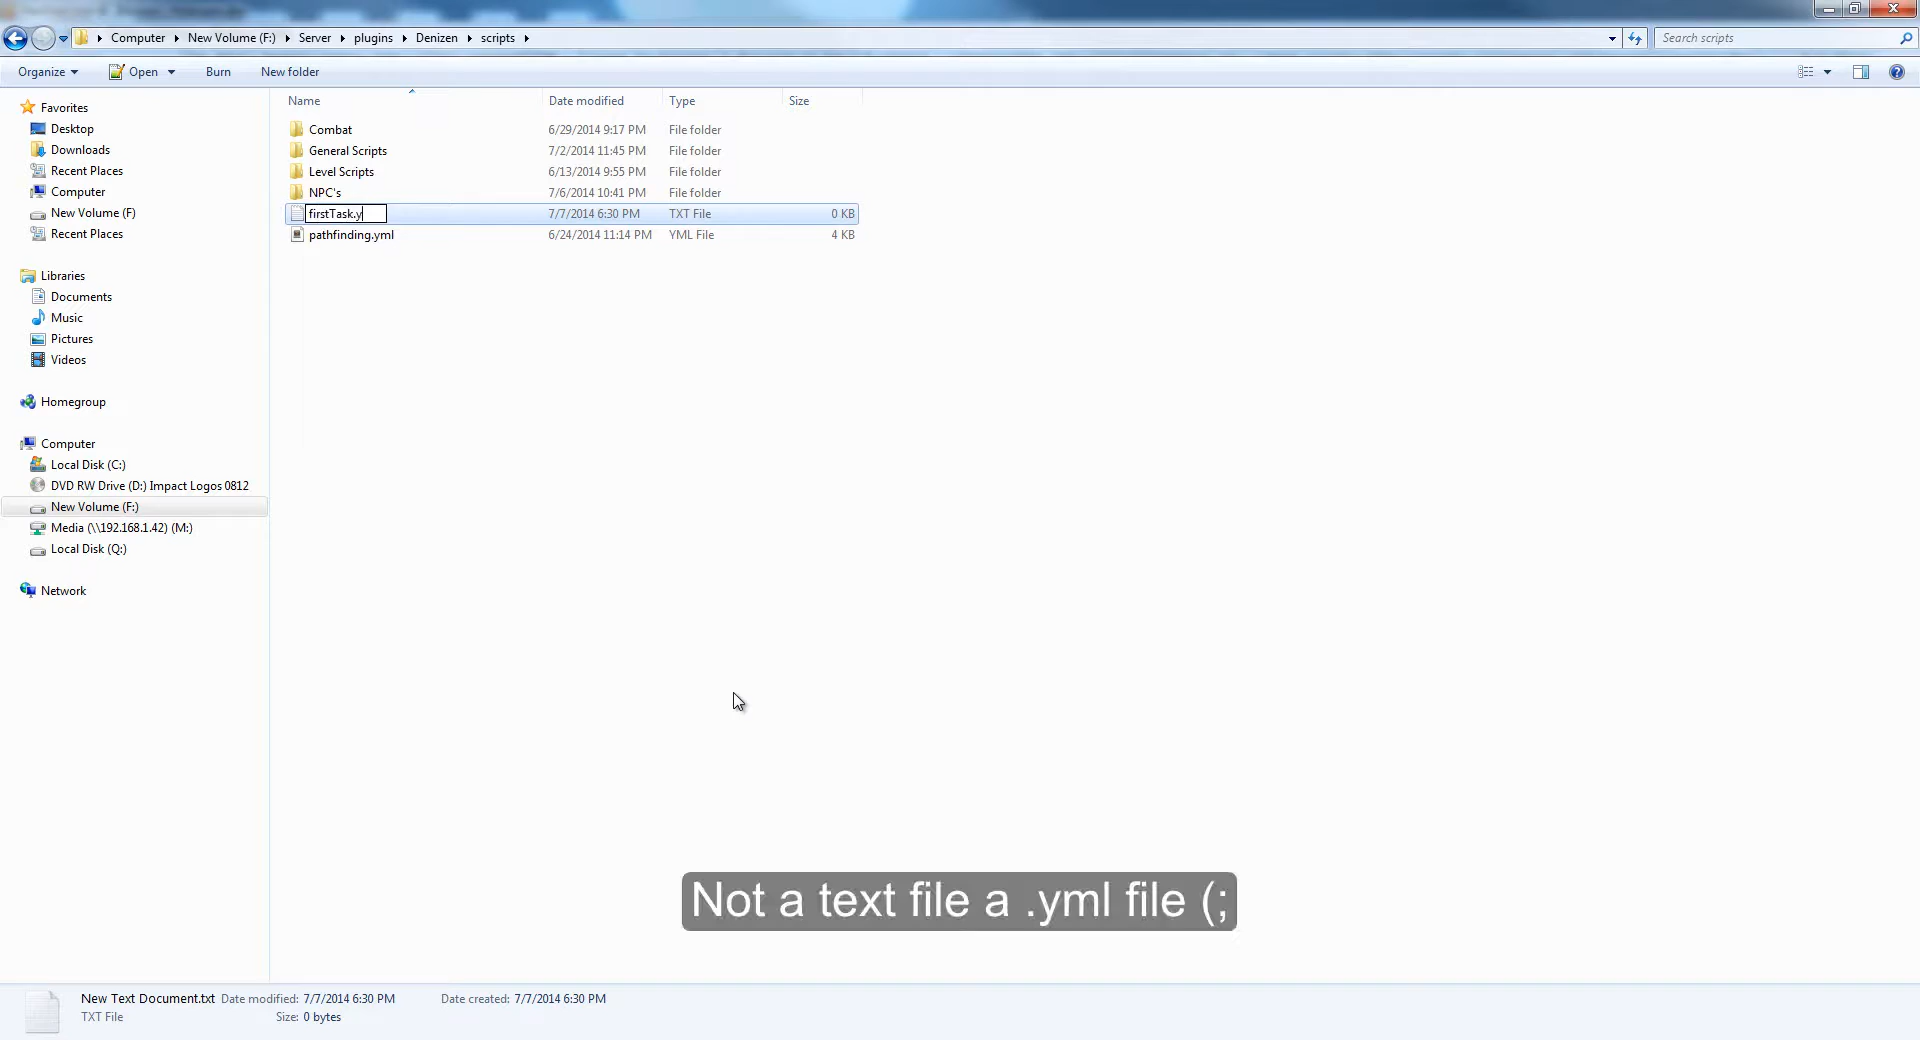 Computer New Volume (F:) Server plugins Denizen scripts
Search scripts
Organize Open Burn New folder
Name Date modified Type Size
Favorites
Desktop
Downloads
Recent Places
Computer
New Volume (F)
Recent Places
Libraries
Documents
Music
Pictures
Videos
Homegroup
Computer
Local Disk (C:)
DVD RW Drive (D:) Impact Logos 0812
New Volume (F:)
Media (\\192.168.1.42) (M:)
Local Disk (Q:)
Network
Combat 6/29/2014 9:17 PM File folder
General Scripts 7/2/2014 11:45 PM File folder
Level Scripts 6/13/2014 9:55 PM File folder
NPC's 7/6/2014 10:41 PM File folder
firstTask.y 7/7/2014 6:30 PM TXT File 0 KB
pathfinding.yml 6/24/2014 11:14 PM YML File 4 KB
Not a text file a .yml file (;
New Text Document.txt Date modified: 7/7/2014 6:30 PM Date created: 7/7/2014 6:30 PM
TXT File Size: 0 bytes